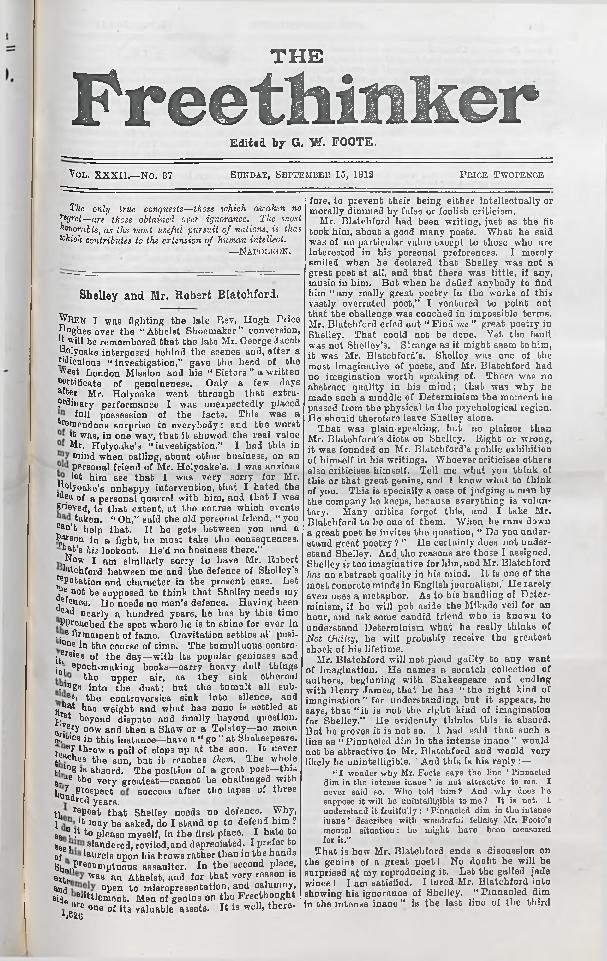 THE
Freethinker
Edited by G. W. FOOTE.
VOL. XXXII.—No. 37 SUNDAY, SEPTEMBER 15, 1912 PRICE TWOPENCE
The only true conquests—those which awaken no
regret—are those obtained over ignorance. The most
honorable, as the most useful pursuit of nations, is that
which contributes to the extension of human intellect.
—NAPOLEON.
Shelley and Mr. Robert Blatchford.
WHEN I was fighting the late Rev. Hugh Price
Hughes over the "Atheist Shoemaker" conversion,
it will be remembered that the late Mr. George Jacob
Holyoake interposed behind the scenes and, after a
ridiculous "investigation," gave the head of the
West London Mission and his "Sisters" a written
certificate of genuineness. Only a few days
after Mr. Holyoake went through that extra-
ordinary performance I was unexpectedly placed
in full possession of the facts. This was a
tremendous surprise to everybody: and the worst
of it was, in one way, that it showed the real value
of Mr. Holyoake's "investigation." I had this in
my mind when calling, about other business, on an
old personal friend of Mr. Holyoake's. I was anxious
to let him see that I was very sorry for Mr.
Holyoake's unhappy intervention, that I hated the
idea of a personal quarrel with him, and that I was
grieved, to that extent, at the course which events
had taken. "Oh," said the old personal friend, "you
can't help that. If he gets between you and a
person in a fight, he must take the consequences.
That's his lookout. He'd no business there."
Now I am similarly sorry to have Mr. Robert
Blatchford between me and the defence of Shelley's
reputation and character in the present case. Let
me not be supposed to think that Shelley needs my
defence. He needs no man's defence. Having been
dead nearly a hundred years, he has by this time
approached the spot where he is to shine for ever in
the firmament of fame. Gravitation settles all posi-
tions in the course of time. The tumultuous contro-
versies of the day—with its popular geniuses and
its epoch-making books—carry heavy dull things
into the upper air, as they sink ethereal
things into the dust; but the tumult all sub-
sides, the controversies sink into silence, and
what has weight and what has none is settled at
first beyond dispute and finally beyond question.
Every now and then a Shaw or a Tolstoy—no mean
critics in this instance—have a "go" at Shakespeare.
They throw a pail of slops up at the sun. It never
reaches the sun, but it reaches them. The whole
thing is absurd. The position of a great poet—this
time the very greatest—cannot be challenged with
any prospect of success after the lapse of three
hundred years.
I repeat that Shelley needs no defence. Why,
then, it may be asked, do I stand up to defend him?
I do it to please myself, in the first place. I hate to
see him slandered, reviled, and depreciated. I prefer to
see his laurels upon his brows rather than in the hands
of a presumptuous assaulter. In the second place,
Shelley was an Atheist, and for that very reason is
extremely open to misrepresentation, and calumny,
and belittlement. Men of genius on the Freethought
side are one of its valuable assets. It is well, there-
1,626
fore, to prevent their being either intellectually or
morally dimmed by false or foolish criticism.
Mr. Blatchford had been writing, just as the fit
took him, about a good many poets. What he said
was of no particular value except to those who are
interested in his personal preferences. I merely
smiled when he declared that Shelley was not a
great poet at all, and that there was little, if any,
music in him. But when he defied anybody to find
him "any really great poetry in the works of this
vastly overrated poet," I ventured to point out
that the challenge was couched in impossible terms.
Mr. Blatchford cried out "Find me" great poetry in
Shelley. That could not be done. Yet the fault
was not Shelley's. Strange as it might seem to him,
it was Mr. Blatchford's. Shelley was one of the
most imaginative of poets, and Mr. Blatchford had
no imagination worth speaking of. There was no
abstract quality in his mind; that was why he
made such a muddle of Determinism the moment he
passed from the physical to the psychological region.
He should therefore leave Shelley alone.
That was plain-speaking, but no plainer than
Mr. Blatchford's dicta on Shelley. Right or wrong,
it was founded on Mr. Blatchford's public exhibition
of himself in his writings. Whoever criticises others
also criticises himself. Tell me what you think of
this or that great genius, and I know what to think
of you. This is specially a case of judging a man by
the company he keeps, because everything is volun-
tary. Many critics forget this, and I take Mr.
Blatchford to be one of them. When he runs down
a great poet he invites the question, "Do you under-
stand great poetry?" He certainly does not under-
stand Shelley. And the reasons are those I assigned.
Shelley is too imaginative for him, and Mr. Blatchford
has no abstract quality in his mind. It is one of the
most concrete minds in English journalism. He rarely
even uses a metaphor. As to his handling of Deter-
minism, if he will put aside the Mikado veil for an
hour, and ask some candid friend who is known to
understand Determinism what he really thinks of
Not Guilty, he will probably receive the greatest
shock of his lifetime.
Mr. Blatchford will not plead guilty to any want
of imagination. He names a scratch collection of
authors, beginning with Shakespeare and ending
with Henry James, that he has "the right kind of
imagination" for understanding, but it appears, he
says, that "it is not the right kind of imagination
for Shelley." He evidently thinks this is absurd.
But he proves it is not so. I had said that such a
line as "Pinnacled dim in the intense inane" would
not be attractive to Mr. Blatchford and would very
likely be unintelligible. And this is his reply:—
"I wonder why Mr. Foote says the line 'Pinnacled
dim in the intense inane' is not attractive to me. I
never said so. Who told him? And why does he
suppose it will be unintelligible to me? It is not. I
understand it faultily: 'Pinnacled dim in the intense
inane' describes with wonderful felicity Mr. Foote's
mental situation: he might have been measured
for it."
That is how Mr. Blatchford ends a discussion on
the genius of a great poet! No doubt he will be
surprised at my reproducing it. Let the galled jade
wince! I am satisfied. I lured Mr. Blatchford into
showing his ignorance of Shelley. "Pinnacled dim
in the intense inane" is the last line of the third